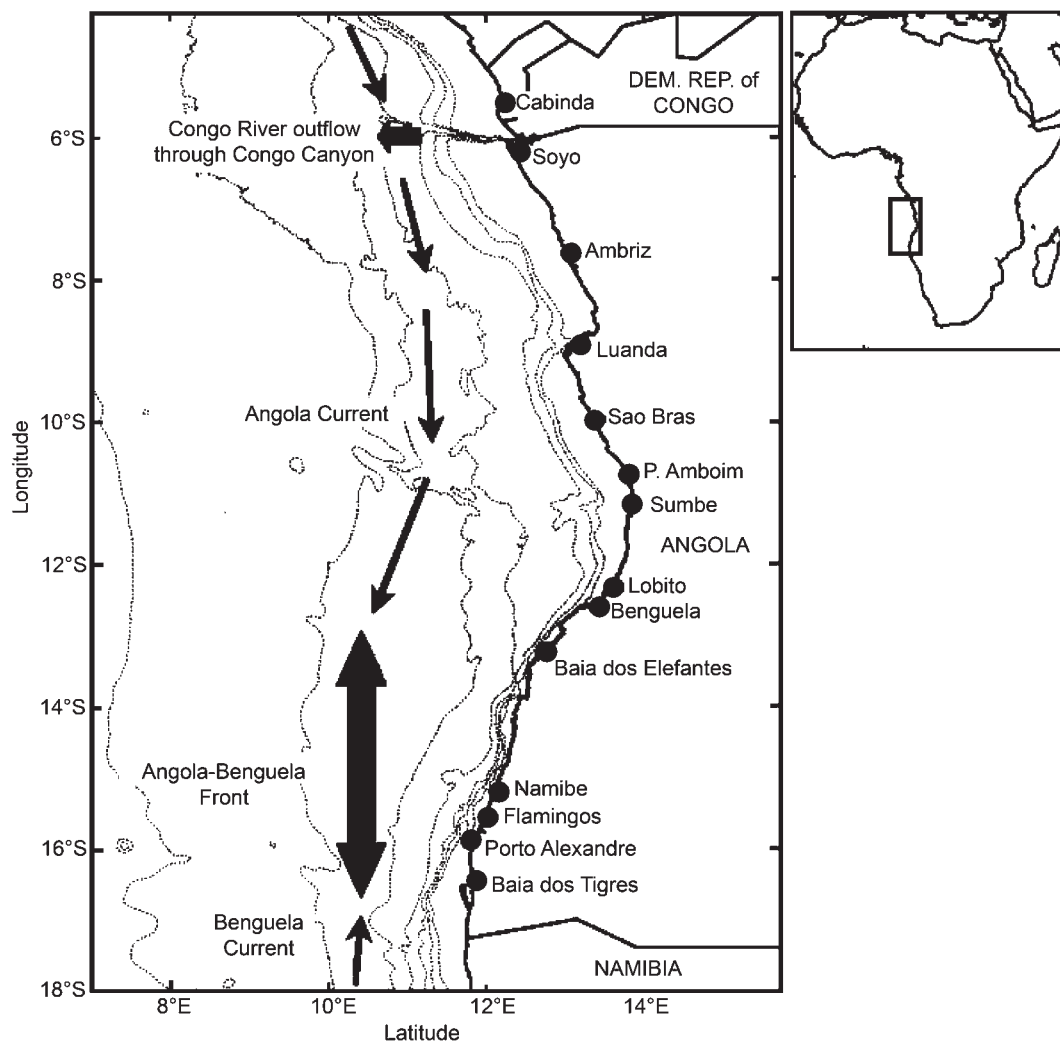 DEM. REP. of
CONGO
Cabinda
6°S
Congo River outflow
through Congo Canyon
Soyo
Ambriz
8°S
Luanda
10°S
Angola Current
Sao Bras
Longitude
P. Amboim
Sumbe
12°S
ANGOLA
Lobito
Benguela
Baia dos Elefantes
14°S
Angola-Benguela
Front
Namibe
Flamingos
16°S
Porto Alexandre
Baia dos Tigres
Benguela
Current
NAMIBIA
18°S
8°E
10°E
12°E
14°E
Latitude